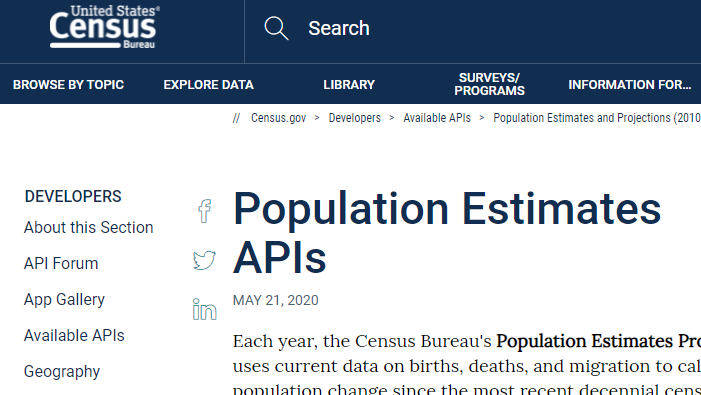 United States®
Census
Bureau
Search
BROWSE BY TOPIC
EXPLORE DATA
LIBRARY
SURVEYS/
PROGRAMS
INFORMATION FOR...
// Census.gov > Developers > Available APIs > Population Estimates and Projections (2010
DEVELOPERS
About this Section
API Forum
App Gallery
Available APIs
Geography
f
in
Population Estimates
APIs
MAY 21, 2020
Each year, the Census Bureau's Population Estimates Pro
uses current data on births, deaths, and migration to cal
population change since the most recent decennial cens